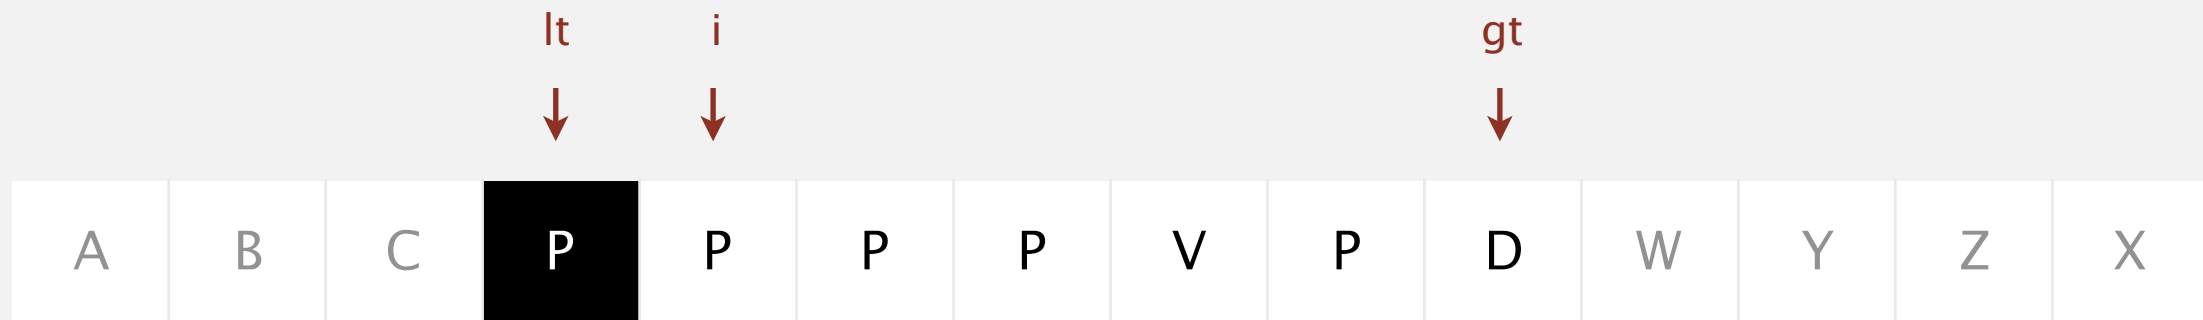 lt i gt
A B C P P P P V P D W Y Z X